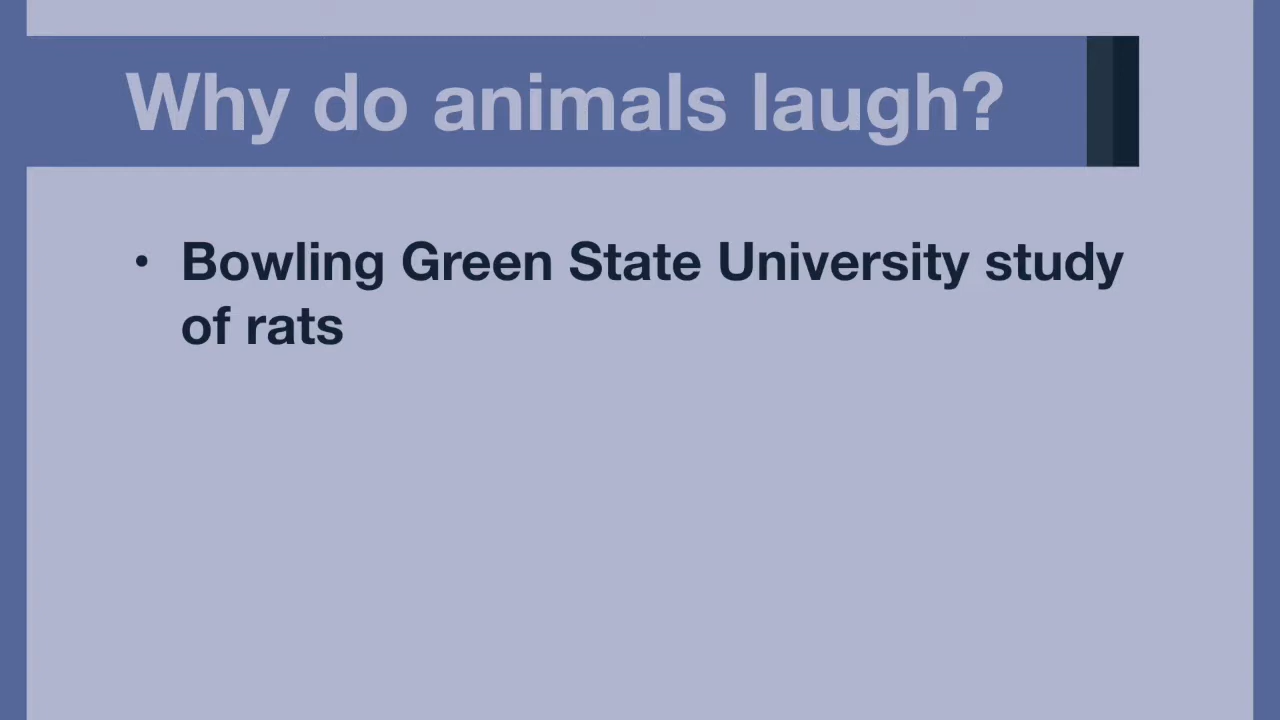 Why do animals laugh?
• Bowling Green State University study
of rats